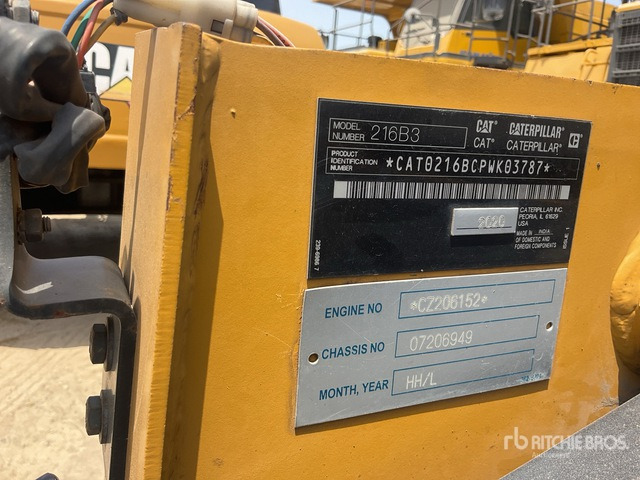 CA
MODEL NUMBER 216B3
CAT CATERPILLAR
CAT® CATERPILLAR®
PRODUCT IDENTIFICATION NUMBER *CAT0216BCPWK03787*
2020
CATERPILLAR INC.
PEORIA, IL 61629
USA
MADE IN INDIA
OF DOMESTIC AND
FOREIGN COMPONENTS
ENGINE NO *CZ206152*
CHASSIS NO 07206949
MONTH, YEAR HH/L
rb RITCHIE BROS.